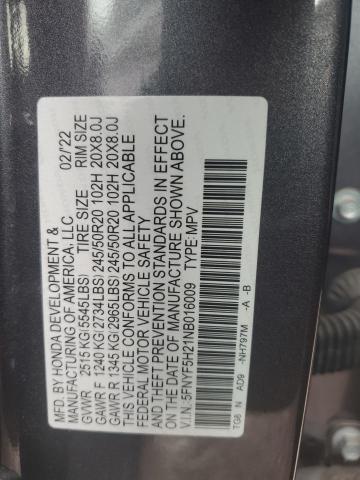 MFD. BY HONDA DEVELOPMENT & 02/'22
MANUFACTURING OF AMERICA, LLC
GVWR 2515 KG(5545LBS) TIRE SIZE RIM SIZE
GAWR F 1240 KG(2734LBS) 245/50R20 102H 20X8.0J
GAWR R 1345 KG(2965LBS) 245/50R20 102H 20X8.0J
THIS VEHICLE CONFORMS TO ALL APPLICABLE
FEDERAL MOTOR VEHICLE SAFETY
AND THEFT PREVENTION STANDARDS IN EFFECT
ON THE DATE OF MANUFACTURE SHOWN ABOVE.
V.I.N.: 5FNYF5H21NB016009 TYPE:MPV
TG8 N AD9 -NH797M -A -B